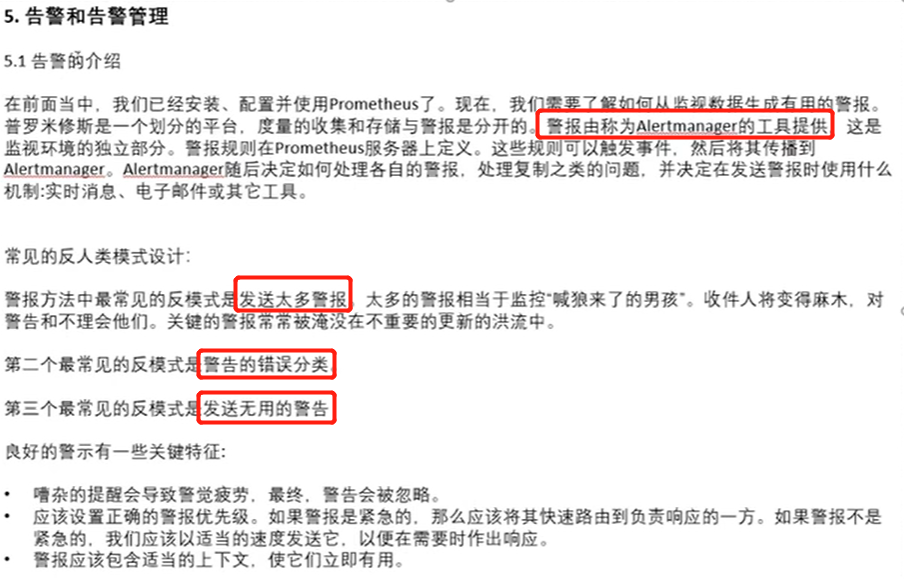 5. 告警和告警管理
5.1 告警的介绍
在前面当中，我们已经安装、配置并使用Prometheus了。现在，我们需要了解如何从监视数据生成有用的警报。
普罗米修斯是一个划分的平台，度量的收集和存储与警报是分开的。警报由称为Alertmanager的工具提供，这是
监视环境的独立部分。警报规则在Prometheus服务器上定义。这些规则可以触发事件，然后将其传播到
Alertmanager。Alertmanager随后决定如何处理各自的警报，处理复制之类的问题，并决定在发送警报时使用什么
机制:实时消息、电子邮件或其它工具。
常见的反人类模式设计:
警报方法中最常见的反模式是发送太多警报。太多的警报相当于监控“喊狼来了的男孩”。收件人将变得麻木，对
警告和不理会他们。关键的警报常常被淹没在不重要的更新的洪流中。
第二个最常见的反模式是警告的错误分类.
第三个最常见的反模式是发送无用的警告
良好的警示有一些关键特征:
• 嘈杂的提醒会导致警觉疲劳，最终，警告会被忽略。
• 应该设置正确的警报优先级。如果警报是紧急的，那么应该将其快速路由到负责响应的一方。如果警报不是
紧急的，我们应该以适当的速度发送它，以便在需要时作出响应。
• 警报应该包含适当的上下文，使它们立即有用。